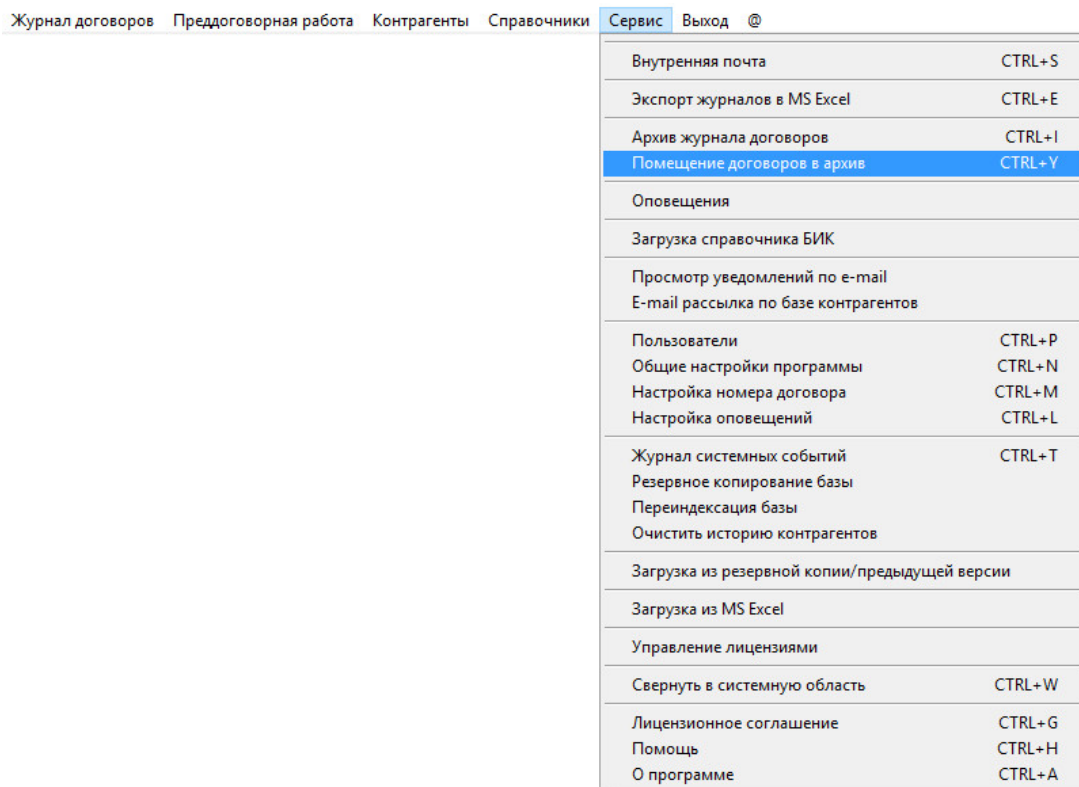 Журнал договоров Преддоговорная работа Контрагенты Справочники Сервис Выход @
Внутренняя почта CTRL+S
Экспорт журналов в MS Excel CTRL+E
Архив журнала договоров CTRL+I
Помещение договоров в архив CTRL+Y
Оповещения
Загрузка справочника БИК
Просмотр уведомлений по e-mail
E-mail рассылка по базе контрагентов
Пользователи CTRL+P
Общие настройки программы CTRL+N
Настройка номера договора CTRL+M
Настройка оповещений CTRL+L
Журнал системных событий CTRL+T
Резервное копирование базы
Переиндексация базы
Очистить историю контрагентов
Загрузка из резервной копии/предыдущей версии
Загрузка из MS Excel
Управление лицензиями
Свернуть в системную область CTRL+W
Лицензионное соглашение CTRL+G
Помощь CTRL+H
О программе CTRL+A